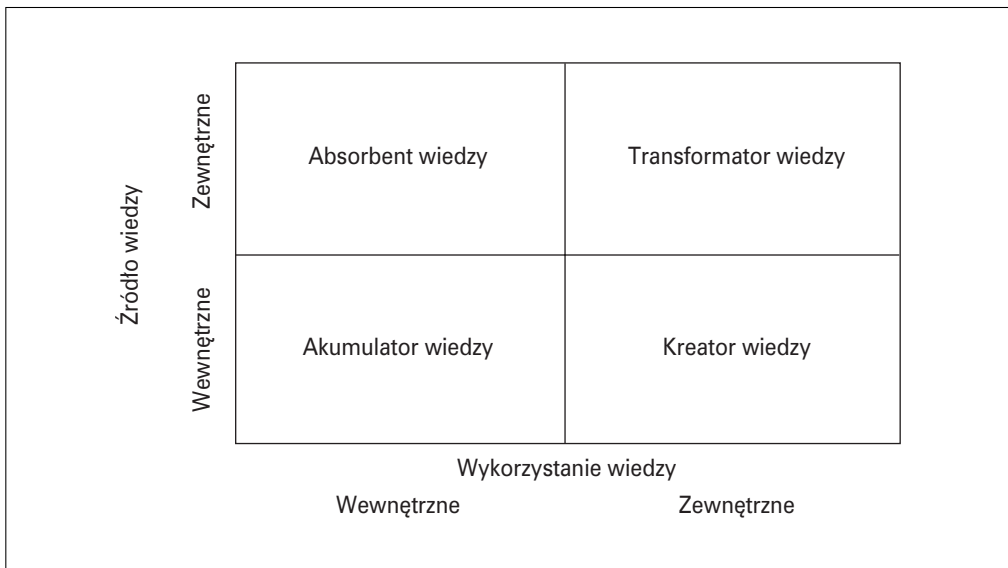 Źródło wiedzy
Zewnętrzne
Absorbent wiedzy
Transformator wiedzy
Wewnętrzne
Akumulator wiedzy
Kreator wiedzy
Wykorzystanie wiedzy
Wewnętrzne
Zewnętrzne